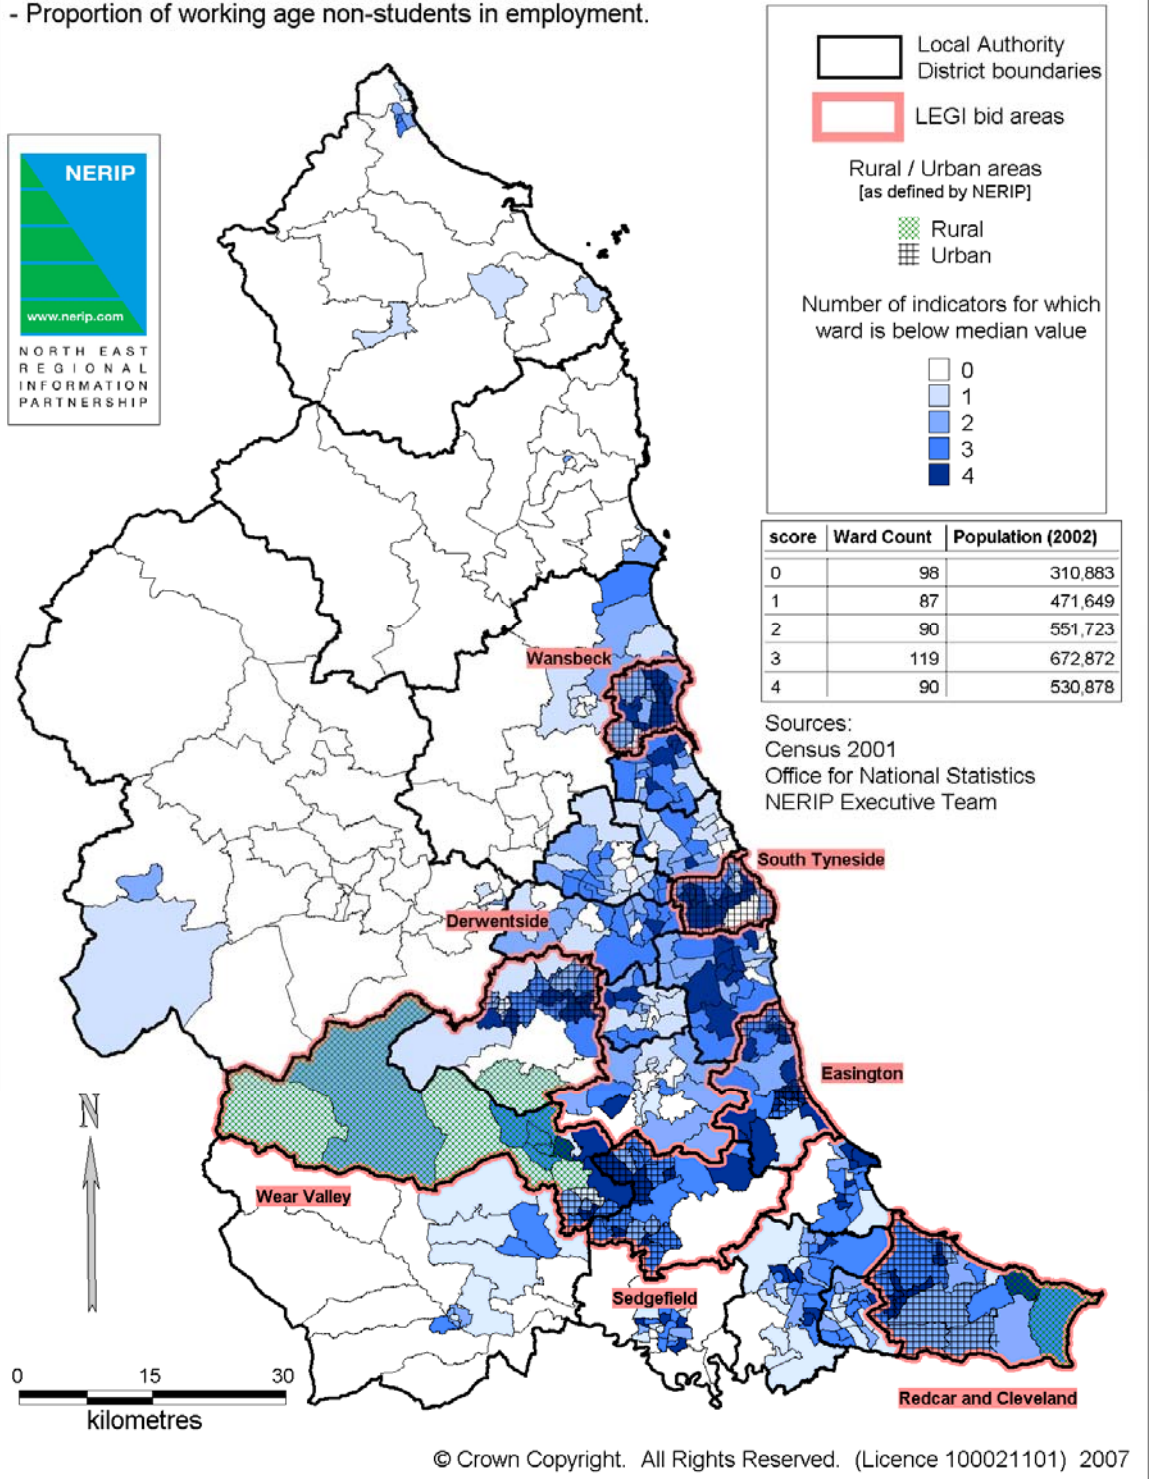 - Proportion of working age non-students in employment.
Local Authority
District boundaries
LEGI bid areas
Rural / Urban areas
[as defined by NERIP]
Rural
Urban
Number of indicators for which
ward is below median value
0
1
2
3
4
NERIP
www.nerip.com
NORTH EAST
REGIONAL
INFORMATION
PARTNERSHIP
score Ward Count Population (2002)
0 98 310,883
1 87 471,649
2 90 551,723
3 119 672,872
4 90 530,878
Sources:
Census 2001
Office for National Statistics
NERIP Executive Team
Wansbeck
South Tyneside
Derwentside
Easington
Wear Valley
Sedgefield
Redcar and Cleveland
N
0 15 30
kilometres
© Crown Copyright. All Rights Reserved. (Licence 100021101) 2007